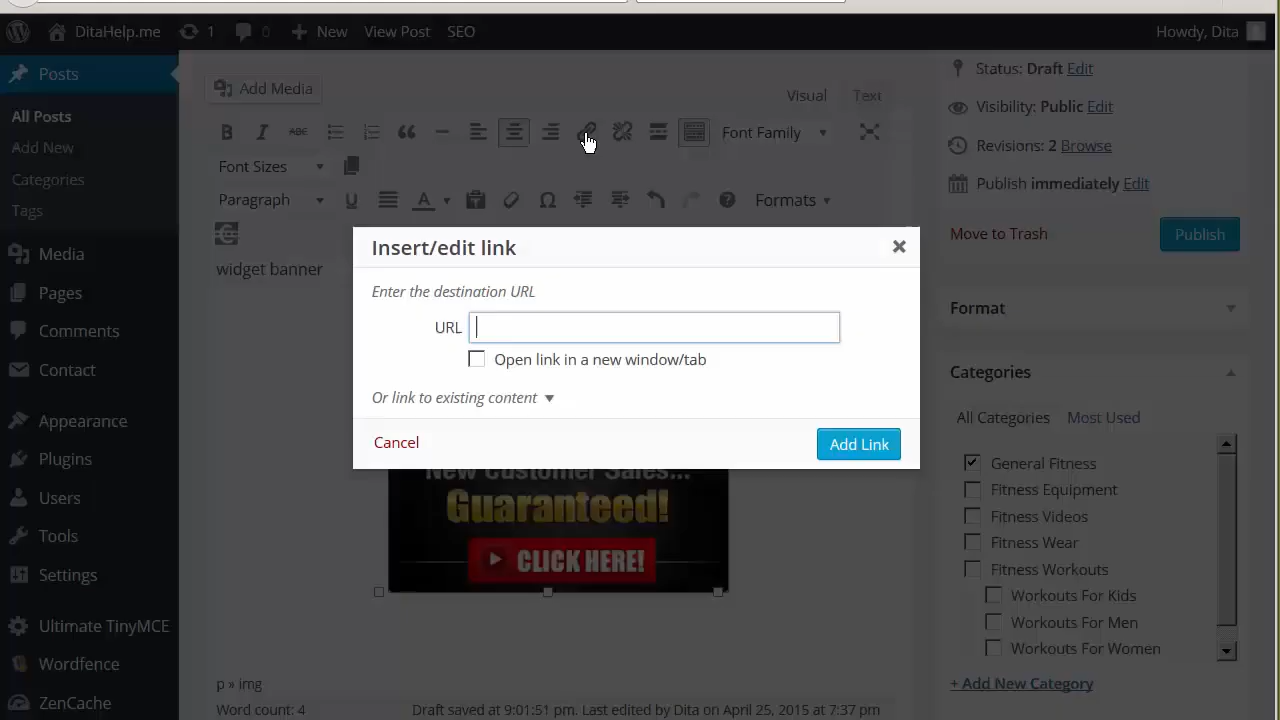 DitaHelp.me 1 0 New View Post SEO Howdy, Dita
Posts
All Posts
Add New
Categories
Tags
Media
Pages
Comments
Contact
Appearance
Plugins
Users
Tools
Settings
Ultimate TinyMCE
Wordfence
ZenCache
Add Media
Visual Text
B I ABC Font Family
Font Sizes
Paragraph U A Formats
widget banner
Insert/edit link
Enter the destination URL
URL
Open link in a new window/tab
Or link to existing content
Cancel Add Link
New Customer Sales...
Guaranteed!
CLICK HERE!
p » img
Word count: 4 Draft saved at 9:01:51 pm. Last edited by Dita on April 25, 2015 at 7:37 pm
Status: Draft Edit
Visibility: Public Edit
Revisions: 2 Browse
Publish immediately Edit
Move to Trash Publish
Format
Categories
All Categories Most Used
General Fitness
Fitness Equipment
Fitness Videos
Fitness Wear
Fitness Workouts
Workouts For Kids
Workouts For Men
Workouts For Women
+ Add New Category